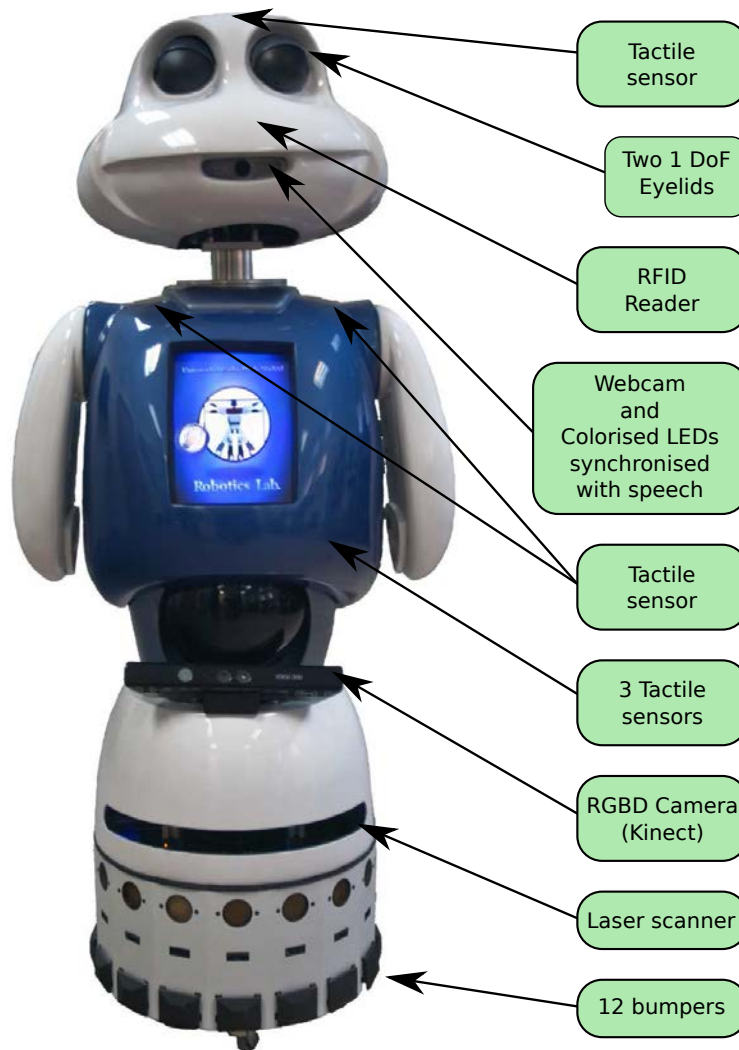 Tactile
sensor
Two 1 DoF
Eyelids
RFID
Reader
Webcam
and
Colorised LEDs
synchronised
with speech
Robotics Lab
Tactile
sensor
3 Tactile
sensors
RGBD Camera
(Kinect)
Laser scanner
12 bumpers